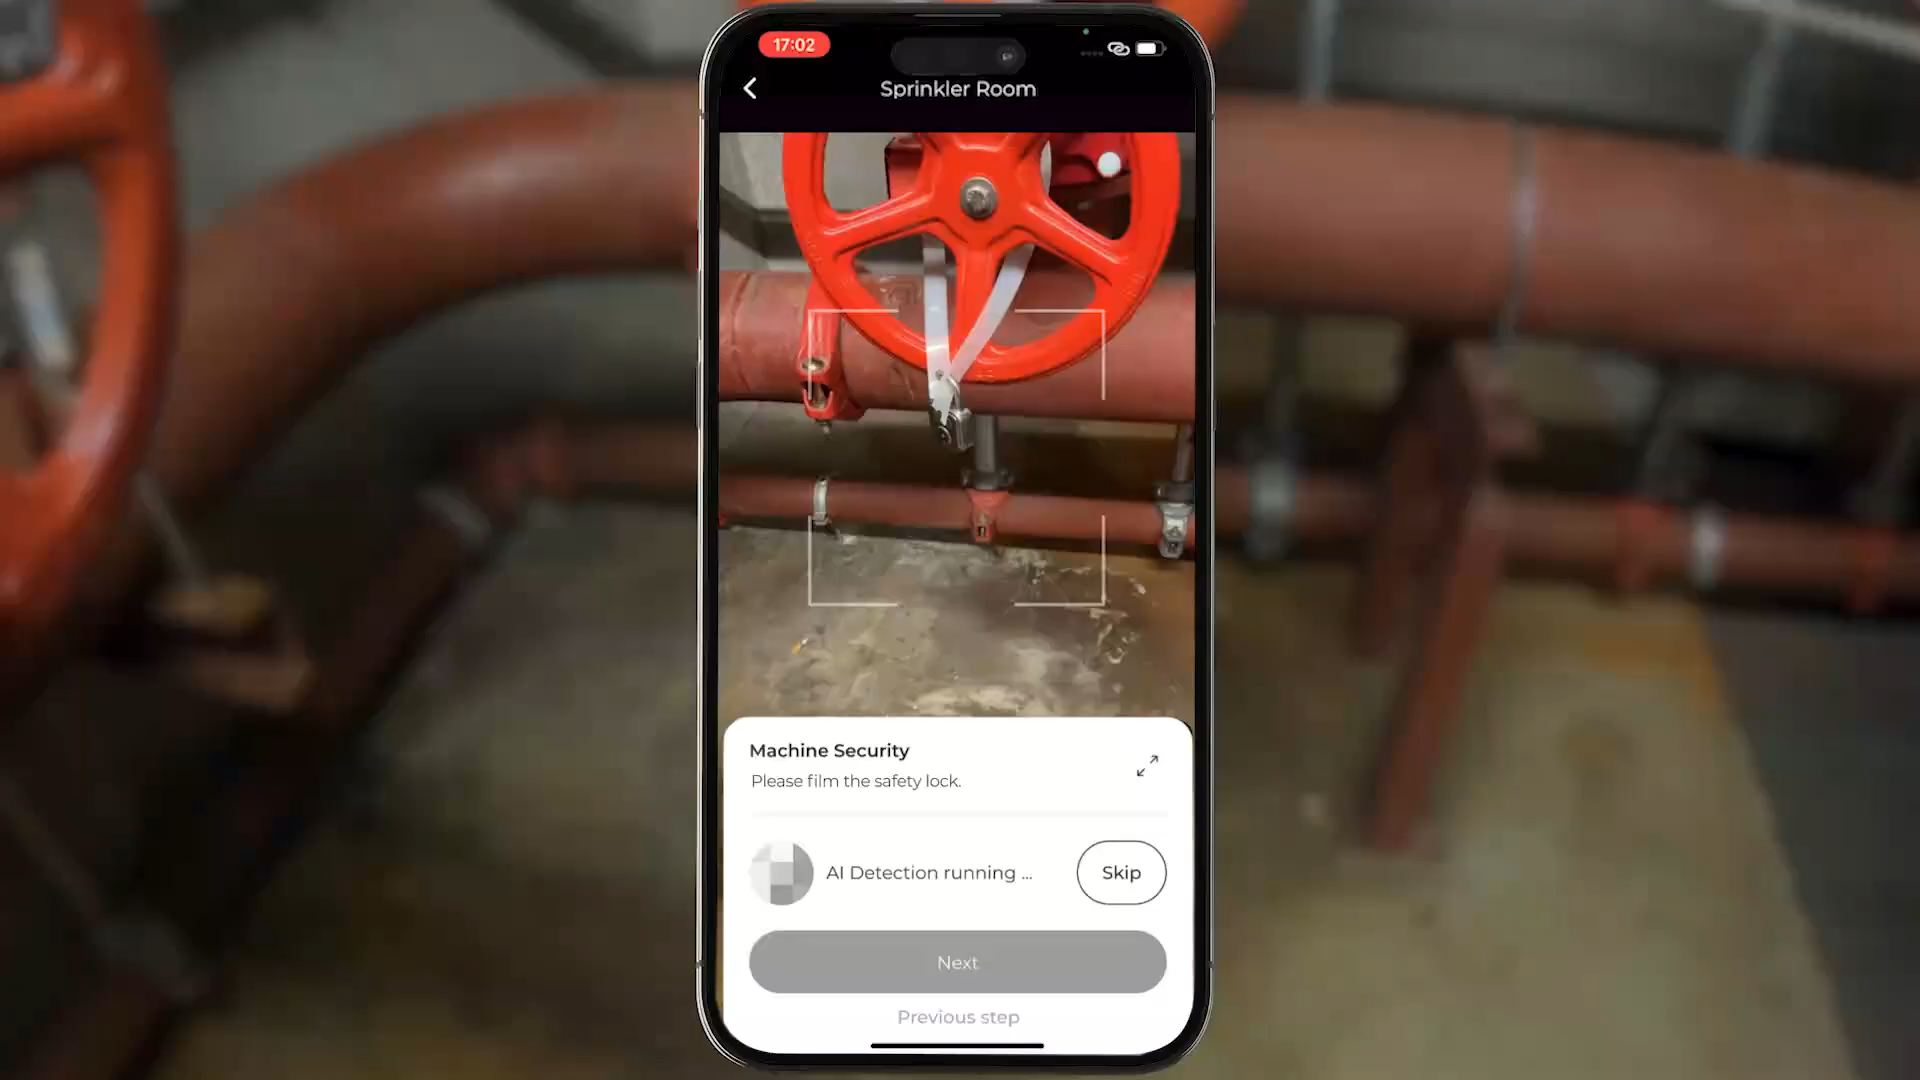 17:02
Sprinkler Room
Machine Security
Please film the safety lock.
AI Detection running ...
Skip
Next
Previous step